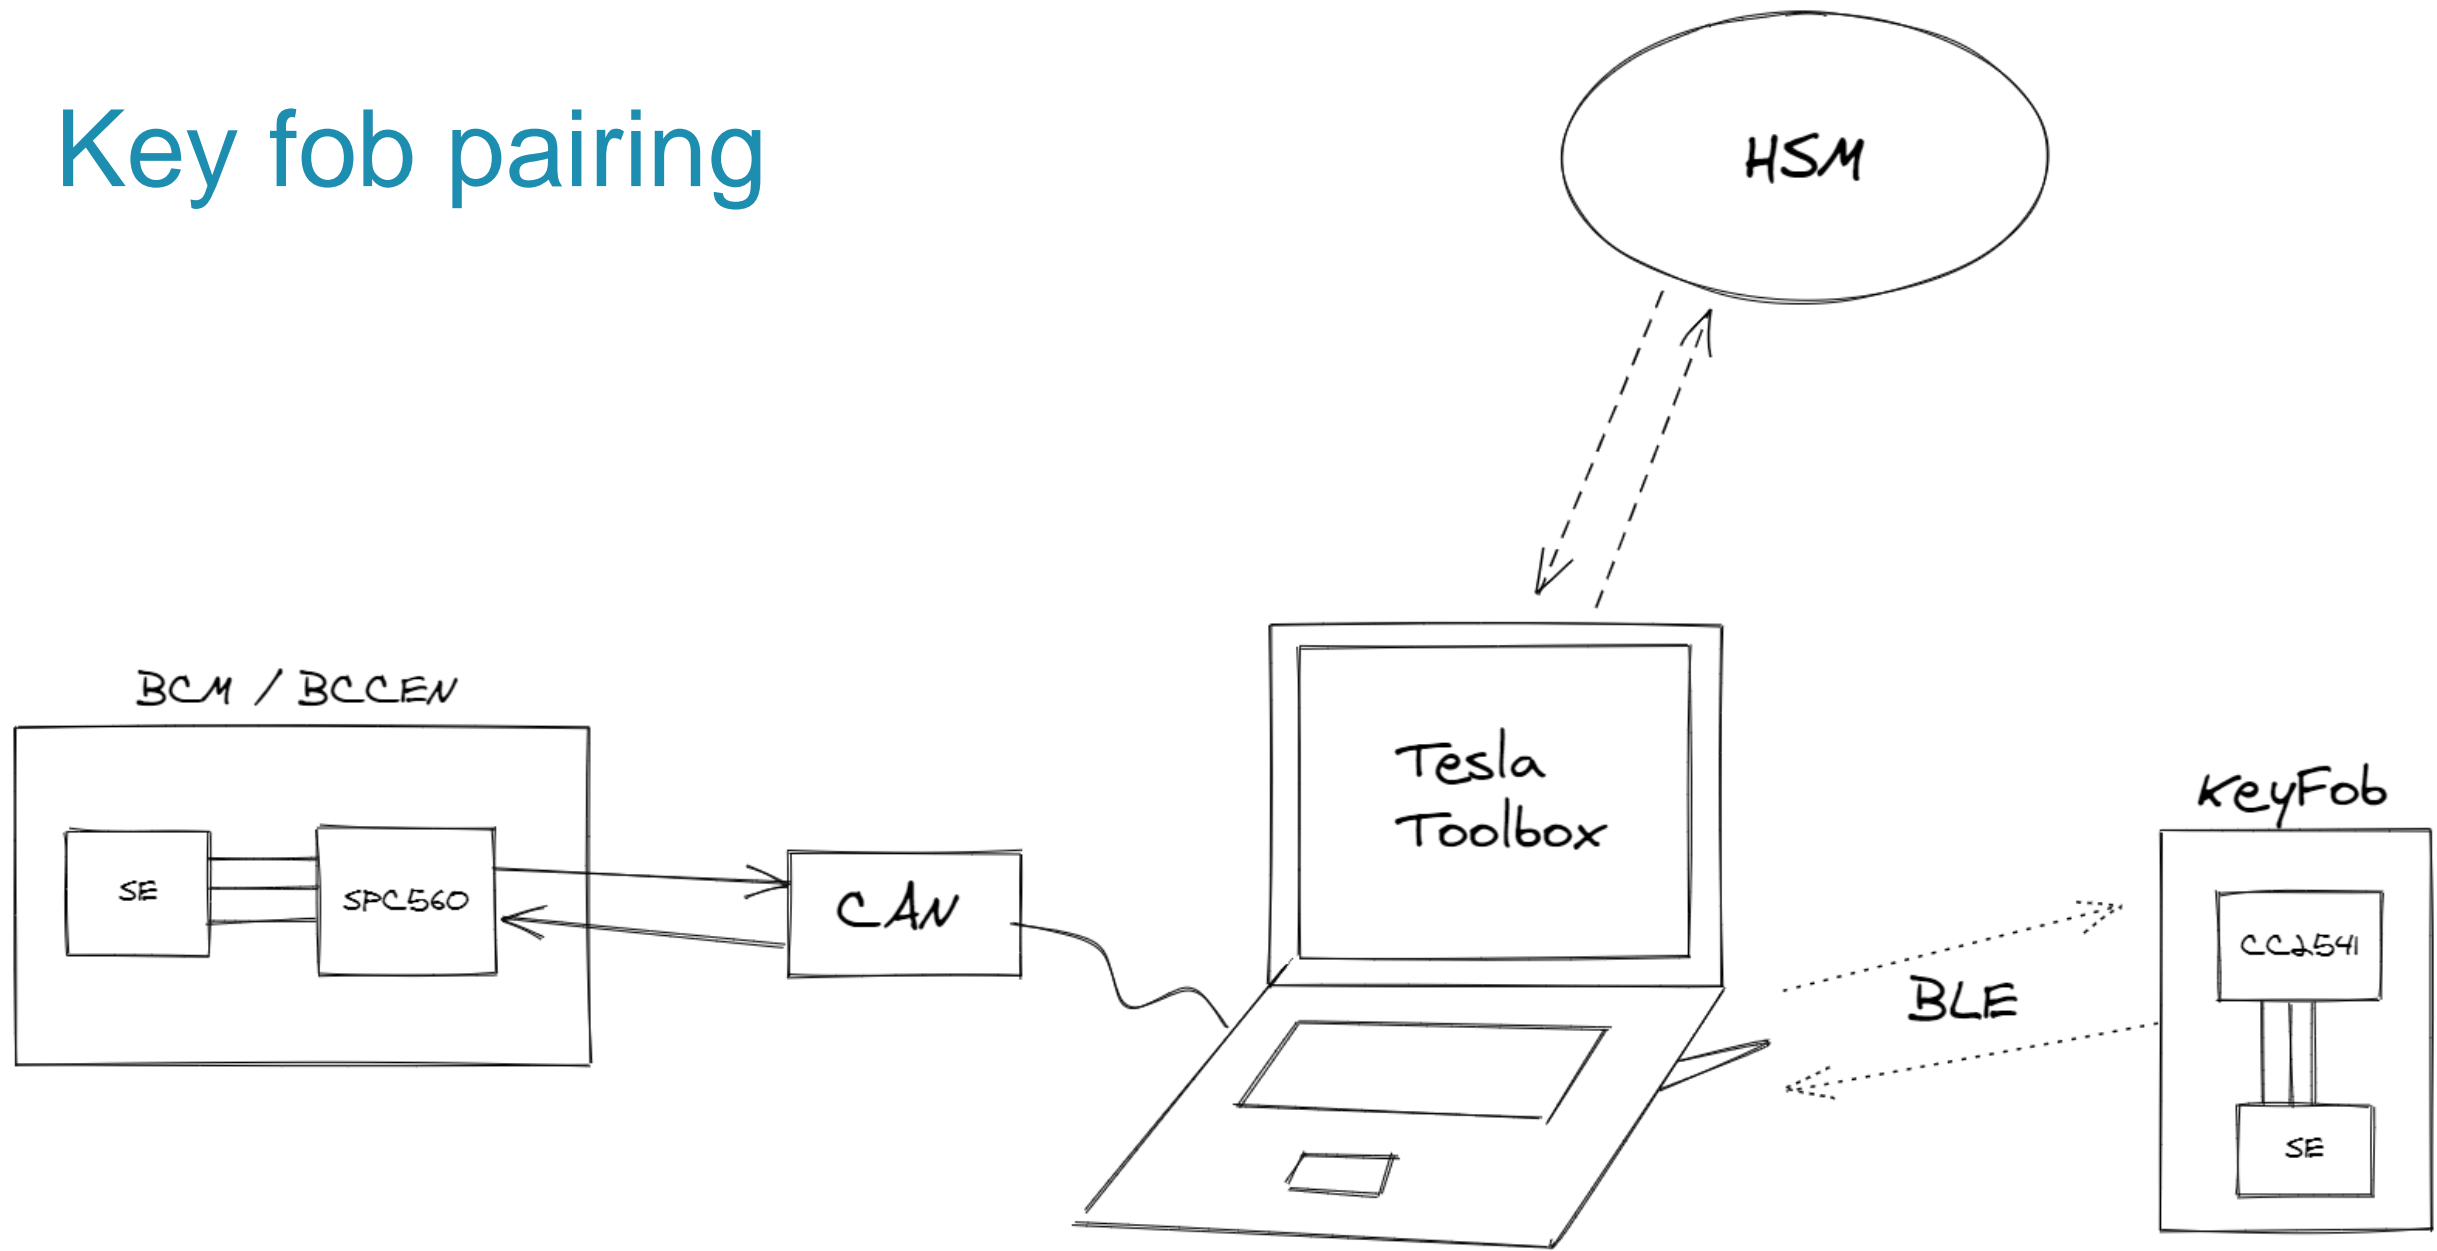 Key fob pairing
HSM
BCM / BCCEN
SE
SPC560
CAN
Tesla
Toolbox
BLE
KeyFob
CC2541
SE